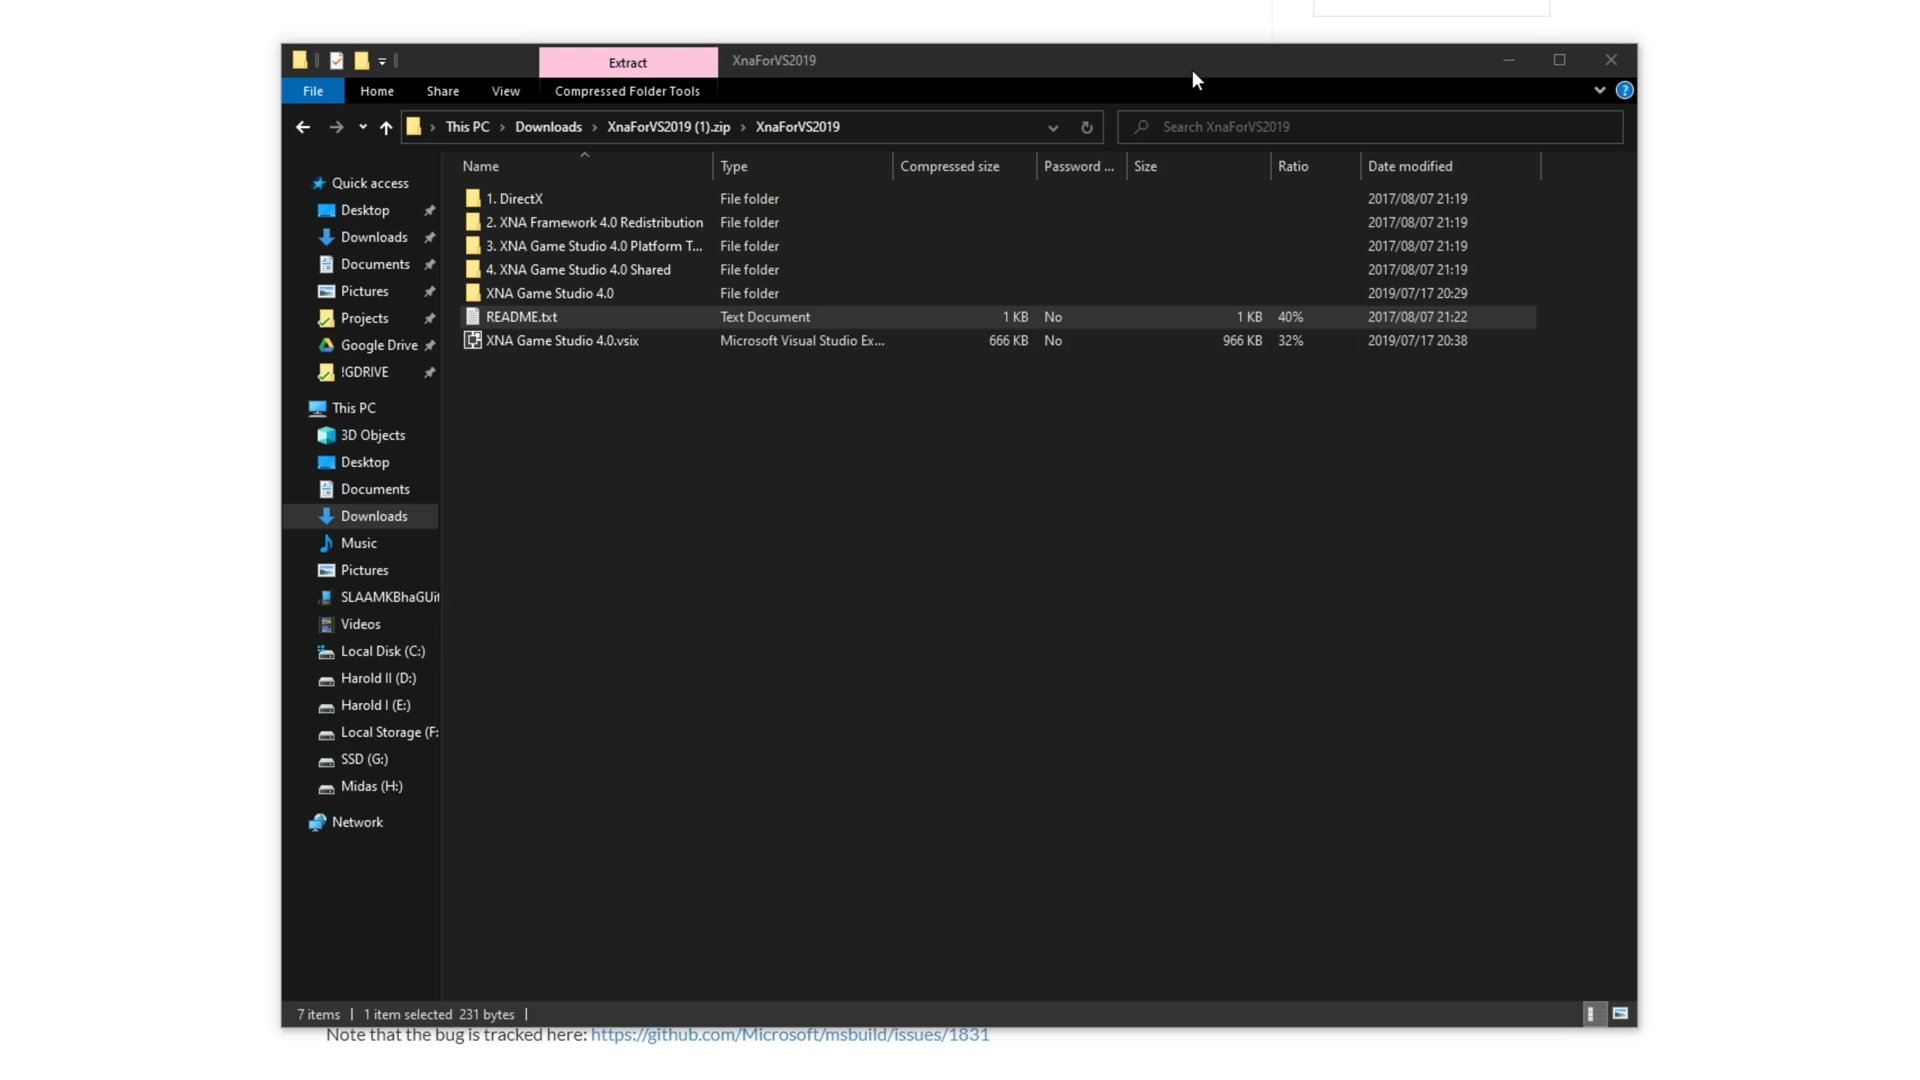 Extract XnaForVS2019
File Home Share View Compressed Folder Tools
This PC > Downloads > XnaForVS2019 (1).zip > XnaForVS2019 Search XnaForVS2019
Name Type Compressed size Password ... Size Ratio Date modified
1. DirectX File folder 2017/08/07 21:19
2. XNA Framework 4.0 Redistribution File folder 2017/08/07 21:19
3. XNA Game Studio 4.0 Platform T... File folder 2017/08/07 21:19
4. XNA Game Studio 4.0 Shared File folder 2017/08/07 21:19
XNA Game Studio 4.0 File folder 2019/07/17 20:29
README.txt Text Document 1 KB No 1 KB 40% 2017/08/07 21:22
XNA Game Studio 4.0.vsix Microsoft Visual Studio Ex... 666 KB No 966 KB 32% 2019/07/17 20:38
Quick access
Desktop
Downloads
Documents
Pictures
Projects
Google Drive
!GDRIVE
This PC
3D Objects
Desktop
Documents
Downloads
Music
Pictures
SLAAMKBhaGUit
Videos
Local Disk (C:)
Harold II (D:)
Harold I (E:)
Local Storage (F:
SSD (G:)
Midas (H:)
Network
7 items | 1 item selected 231 bytes |
Note that the bug is tracked here: https://github.com/Microsoft/msbuild/issues/1831